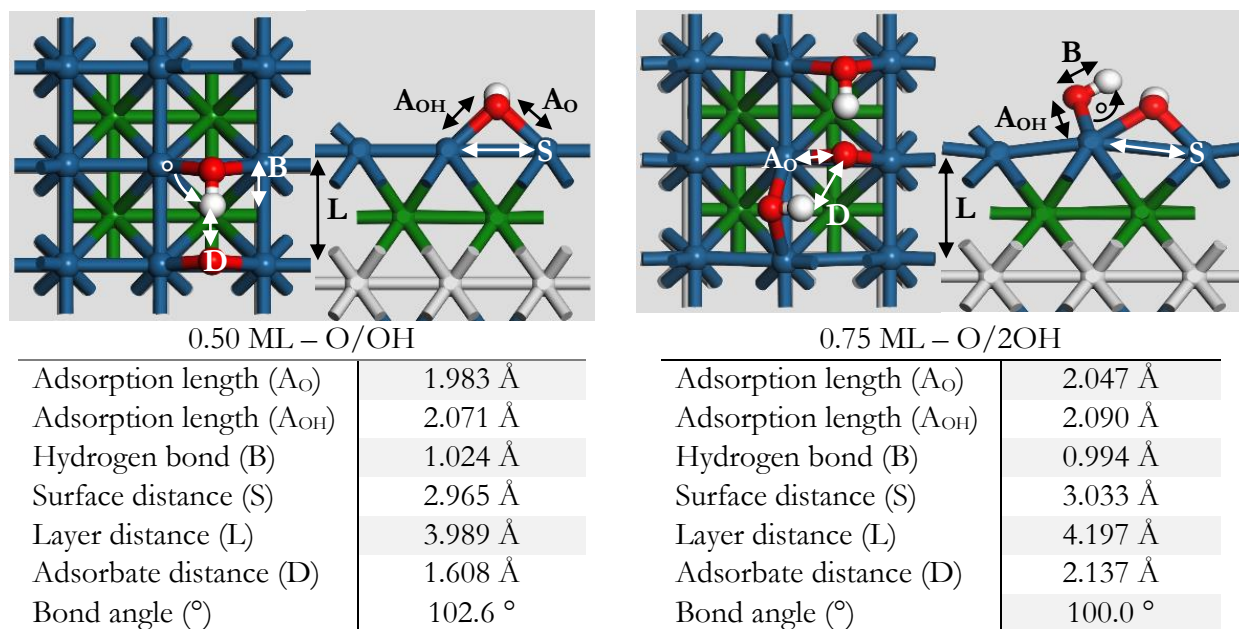 B
A_OH A_O
S
L
D
°
0.50 ML – O/OH
Adsorption length (A_O) 1.983 Å
Adsorption length (A_OH) 2.071 Å
Hydrogen bond (B) 1.024 Å
Surface distance (S) 2.965 Å
Layer distance (L) 3.989 Å
Adsorbate distance (D) 1.608 Å
Bond angle (°) 102.6 °
A_O
D
B
A_OH °
S
L
0.75 ML – O/2OH
Adsorption length (A_O) 2.047 Å
Adsorption length (A_OH) 2.090 Å
Hydrogen bond (B) 0.994 Å
Surface distance (S) 3.033 Å
Layer distance (L) 4.197 Å
Adsorbate distance (D) 2.137 Å
Bond angle (°) 100.0 °